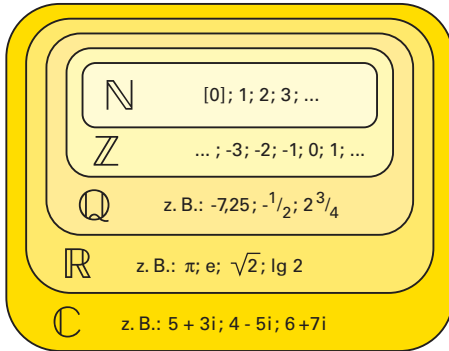 ℕ [0]; 1; 2; 3; ...
ℤ ... ; -3; -2; -1; 0; 1; ...
ℚ z. B.: -7,25; -1/2; 2 3/4
ℝ z. B.: π; e; √2; lg 2
ℂ z. B.: 5 + 3i; 4 - 5i; 6 +7i